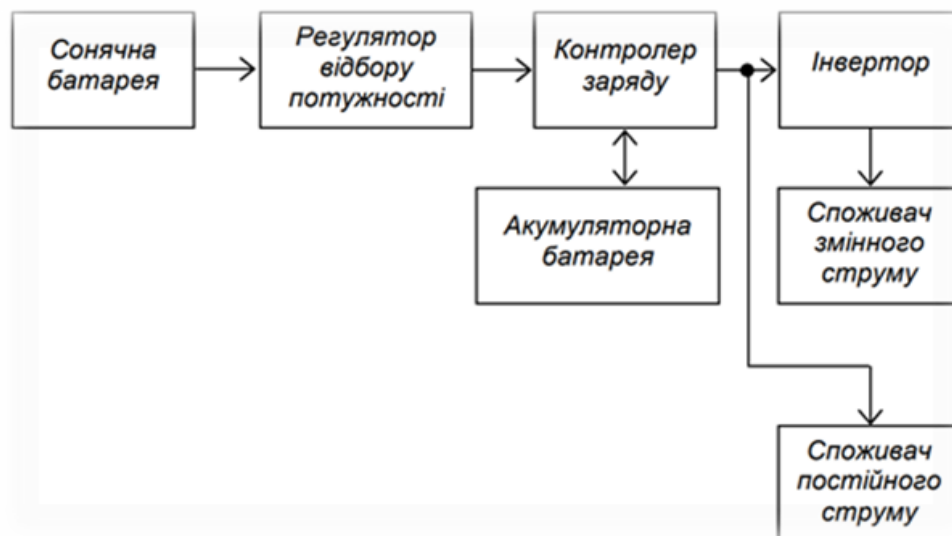 Сонячна
батарея
Регулятор
відбору
потужності
Контролер
заряду
Інвертор
Акумуляторна
батарея
Споживач
змінного
струму
Споживач
постійного
струму